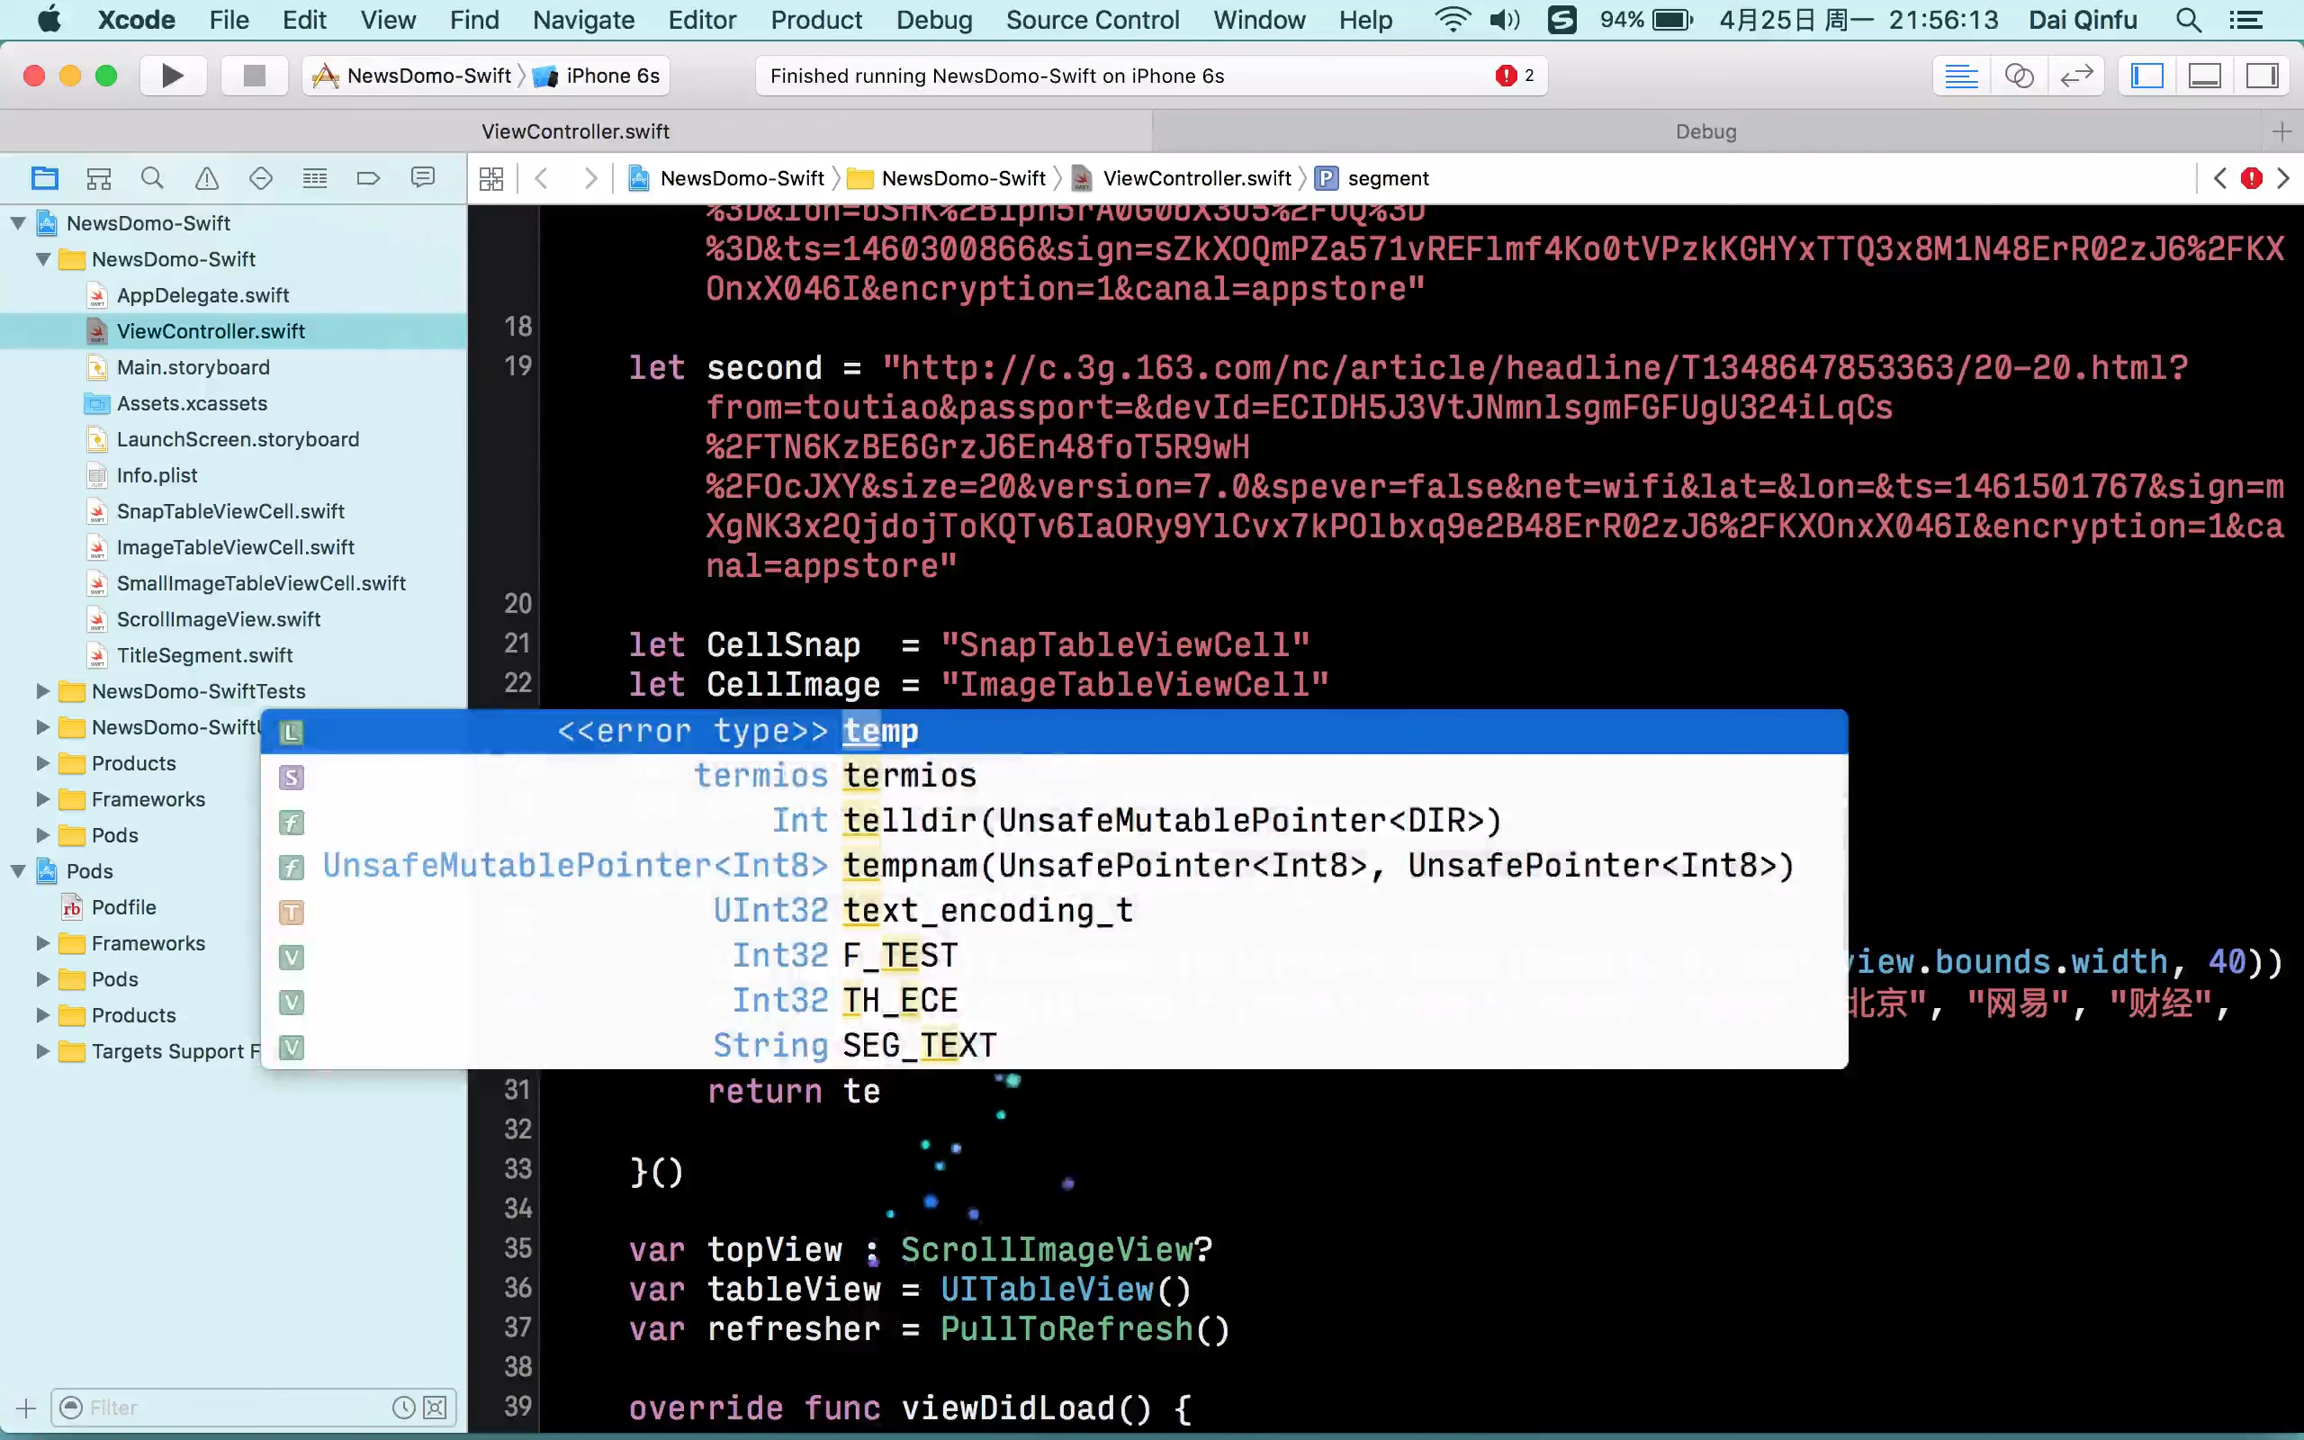 Xcode File Edit View Find Navigate Editor Product Debug Source Control Window Help 94% 4月25日 周一 21:56:13 Dai Qinfu
NewsDomo-Swift iPhone 6s Finished running NewsDomo-Swift on iPhone 6s 2
ViewController.swift Debug
NewsDomo-Swift NewsDomo-Swift ViewController.swift P segment
NewsDomo-Swift
NewsDomo-Swift
AppDelegate.swift
ViewController.swift
Main.storyboard
Assets.xcassets
LaunchScreen.storyboard
Info.plist
SnapTableViewCell.swift
ImageTableViewCell.swift
SmallImageTableViewCell.swift
ScrollImageView.swift
TitleSegment.swift
NewsDomo-SwiftTests
NewsDomo-Swift
Products
Frameworks
Pods
Pods
Podfile
Frameworks
Pods
Products
Targets Support F
Filter
%3D&ts=1460300866&sign=sZkXOQmPZa571vREFlmf4Ko0tVPzkKGHYxTTQ3x8M1N48ErR02zJ6%2FKX
OnxX046I&encryption=1&canal=appstore"
18
19 let second = "http://c.3g.163.com/nc/article/headline/T1348647853363/20-20.html?
from=toutiao&passport=&devId=ECIDH5J3VtJNmnlsgmFGFUgU324iLqCs
%2FTN6KzBE6GrzJ6En48foT5R9wH
%2FOcJXY&size=20&version=7.0&spever=false&net=wifi&lat=&lon=&ts=1461501767&sign=m
XgNK3x2QjdojToKQTv6IaORy9YlCvx7kPOlbxq9e2B48ErR02zJ6%2FKXOnxX046I&encryption=1&ca
nal=appstore"
20
21 let CellSnap = "SnapTableViewCell"
22 let CellImage = "ImageTableViewCell"
L <<error type>> temp
S termios termios
f Int telldir(UnsafeMutablePointer<DIR>)
f UnsafeMutablePointer<Int8> tempnam(UnsafePointer<Int8>, UnsafePointer<Int8>)
T UInt32 text_encoding_t
V Int32 F_TEST
V Int32 TH_ECE
V String SEG_TEXT
view.bounds.width, 40))
北京", "网易", "财经",
31 return te
32
33 }()
34
35 var topView : ScrollImageView?
36 var tableView = UITableView()
37 var refresher = PullToRefresh()
38
39 override func viewDidLoad() {